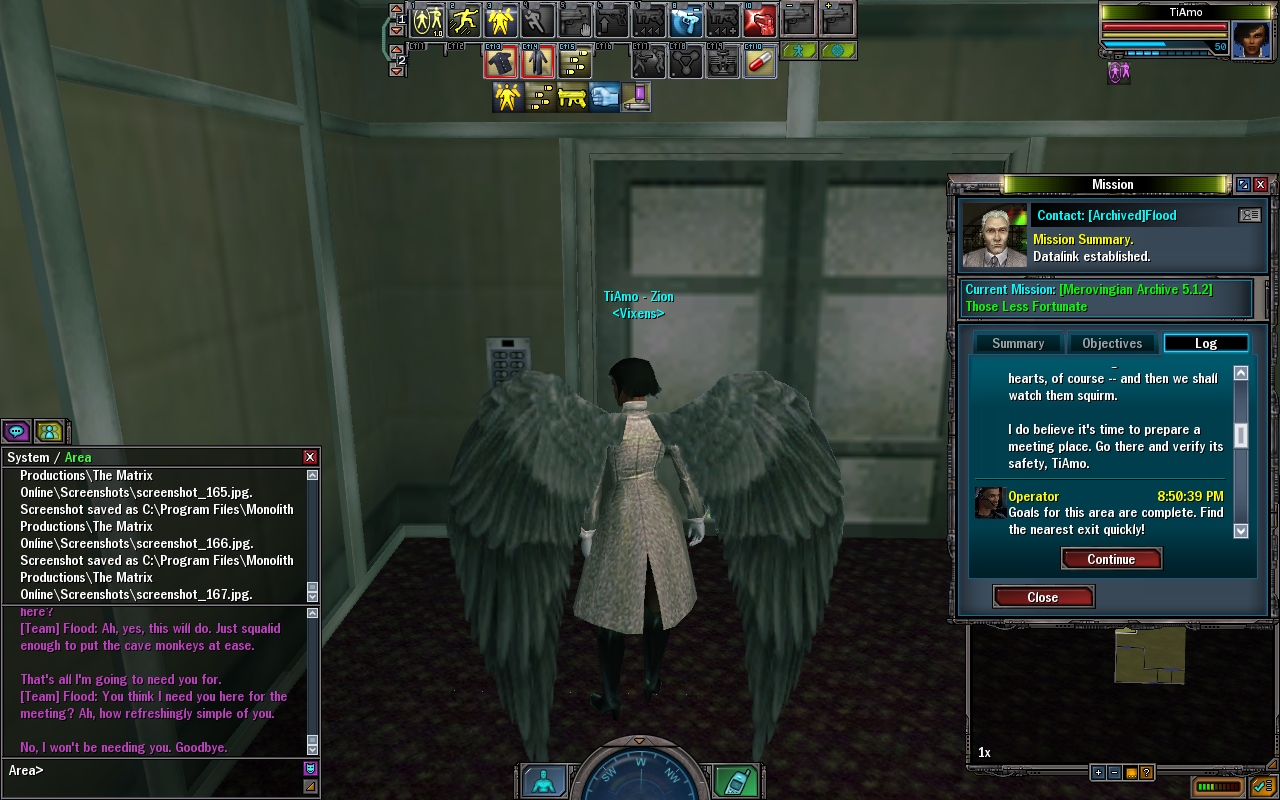 TiAmo
50
Mission
Contact: [Archived]Flood
Mission Summary.
Datalink established.
Current Mission: [Merovingian Archive 5.1.2]
Those Less Fortunate
Summary
Objectives
Log
hearts, of course -- and then we shall
watch them squirm.
I do believe it's time to prepare a
meeting place. Go there and verify its
safety, TiAmo.
Operator
8:50:39 PM
Goals for this area are complete. Find
the nearest exit quickly!
Continue
Close
1x
TiAmo - Zion
<Vixens>
System / Area
Productions\The Matrix
Online\Screenshots\screenshot_165.jpg.
Screenshot saved as C:\Program Files\Monolith
Productions\The Matrix
Online\Screenshots\screenshot_166.jpg.
Screenshot saved as C:\Program Files\Monolith
Productions\The Matrix
Online\Screenshots\screenshot_167.jpg.
here?
[Team] Flood: Ah, yes, this will do. Just squalid
enough to put the cave monkeys at ease.
That's all I'm going to need you for.
[Team] Flood: You think I need you here for the
meeting? Ah, how refreshingly simple of you.
No, I won't be needing you. Goodbye.
Area>
SW
W
NW